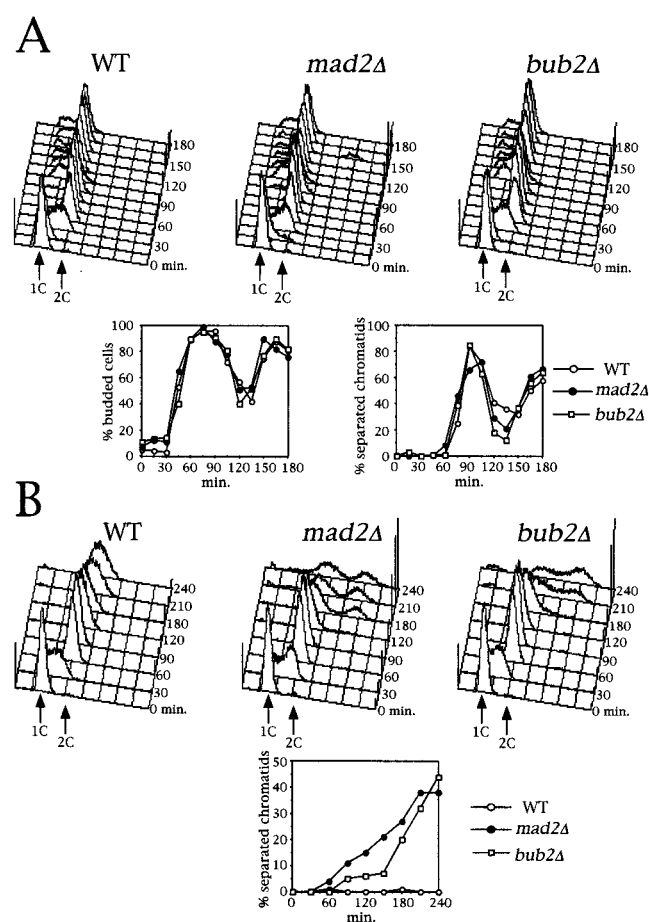 A
WT mad2Δ bub2Δ
180
150
120
90
60
30
0 min.
1C 2C
180
150
120
90
60
30
0 min.
1C 2C
180
150
120
90
60
30
0 min.
1C 2C
% budded cells
100
80
60
40
20
0
0 30 60 90 120 150 180
min.
% separated chromatids
100
80
60
40
20
0
0 30 60 90 120 150 180
min.
WT
mad2Δ
bub2Δ
B
WT mad2Δ bub2Δ
240
210
180
120
90
60
30
0 min.
1C 2C
240
210
180
120
90
60
30
0 min.
1C 2C
240
210
180
120
90
60
30
0 min.
1C 2C
% separated chromatids
50
40
30
20
10
0
0 60 120 180 240
min.
WT
mad2Δ
bub2Δ